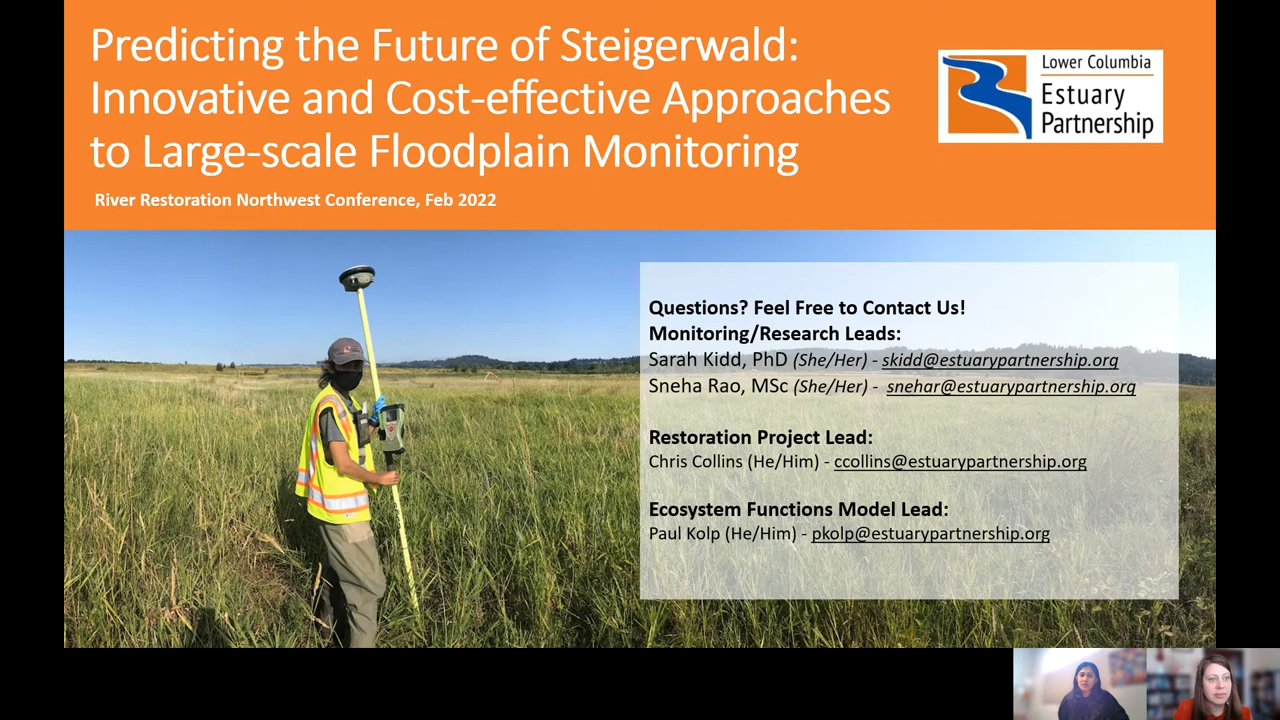 Predicting the Future of Steigerwald:
Innovative and Cost-effective Approaches
to Large-scale Floodplain Monitoring
River Restoration Northwest Conference, Feb 2022
Lower Columbia
Estuary
Partnership
Questions? Feel Free to Contact Us!
Monitoring/Research Leads:
Sarah Kidd, PhD (She/Her) - skidd@estuarypartnership.org
Sneha Rao, MSc (She/Her) - snehar@estuarypartnership.org
Restoration Project Lead:
Chris Collins (He/Him) - ccollins@estuarypartnership.org
Ecosystem Functions Model Lead:
Paul Kolp (He/Him) - pkolp@estuarypartnership.org